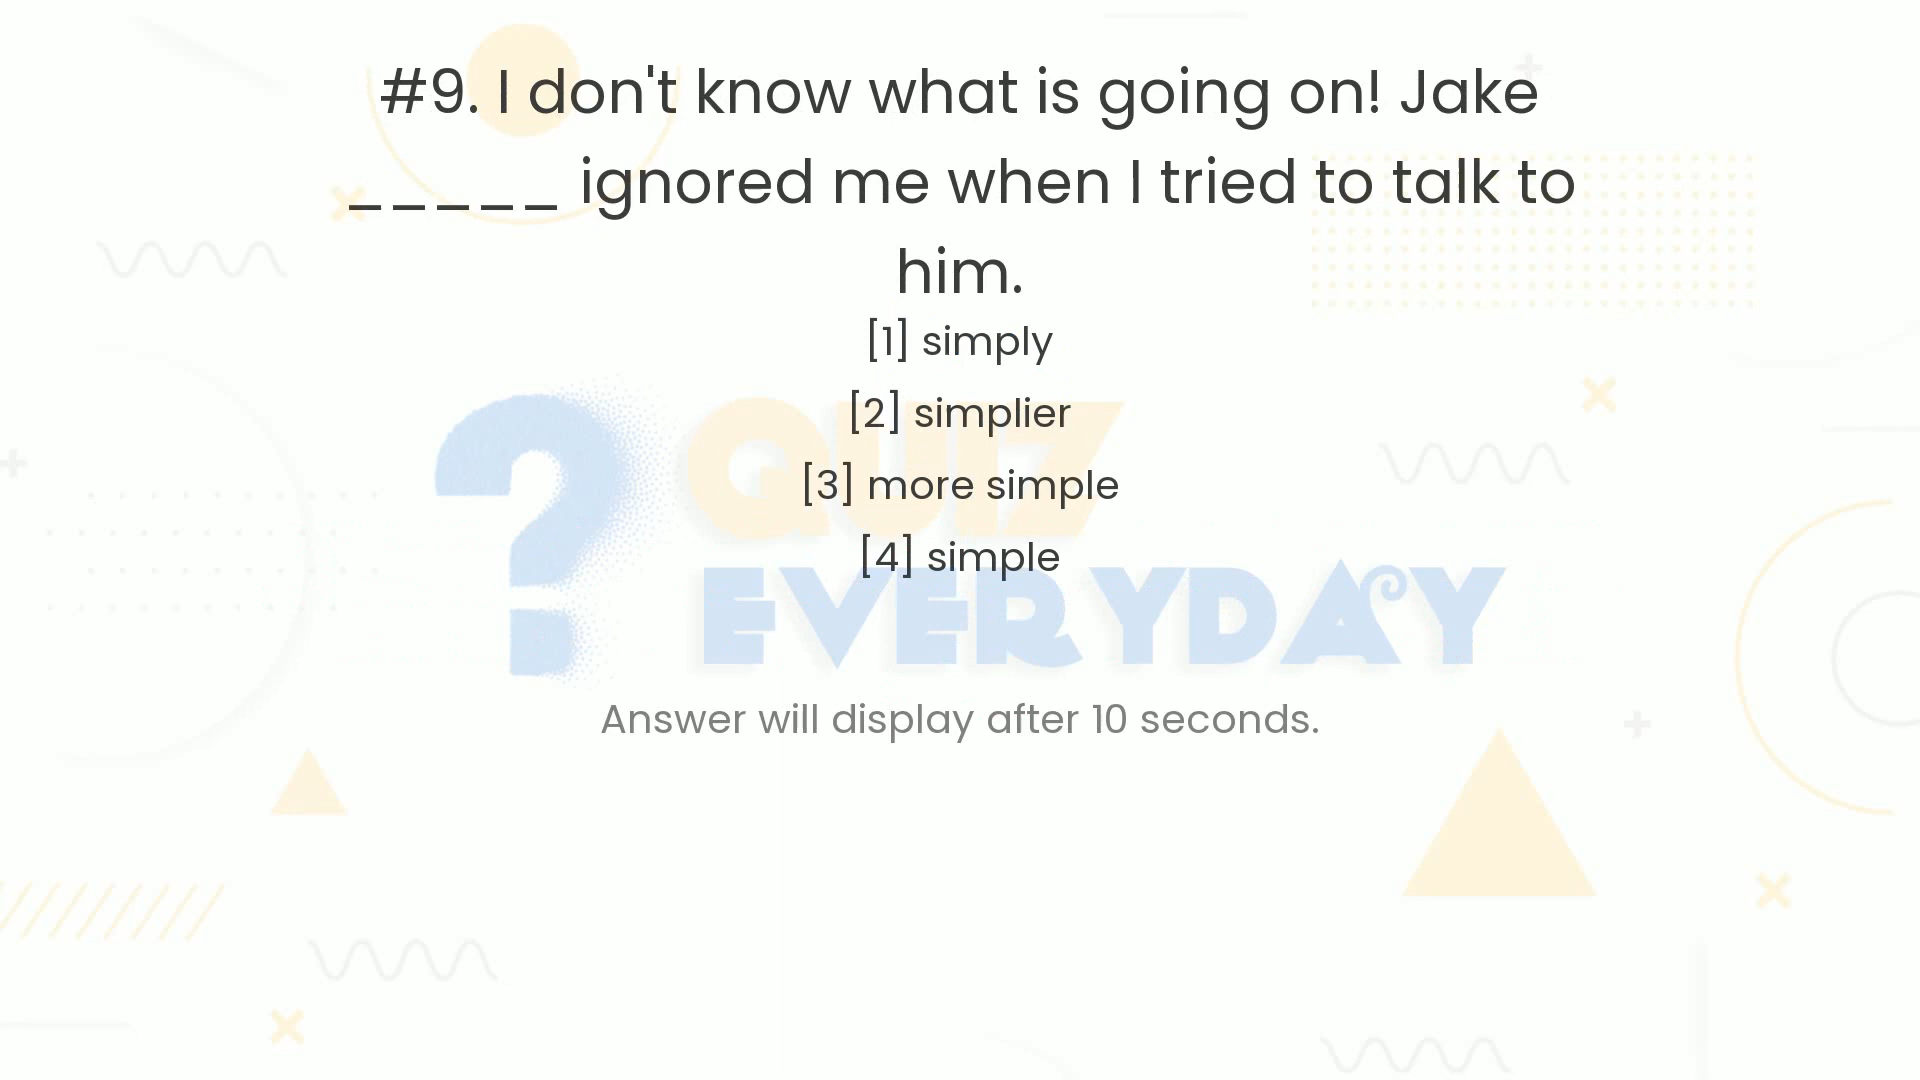 #9. I don't know what is going on! Jake
_____ ignored me when I tried to talk to
him.
[1] simply
[2] simplier
[3] more simple
[4] simple
? QUIZ
EVERYDAY
Answer will display after 10 seconds.